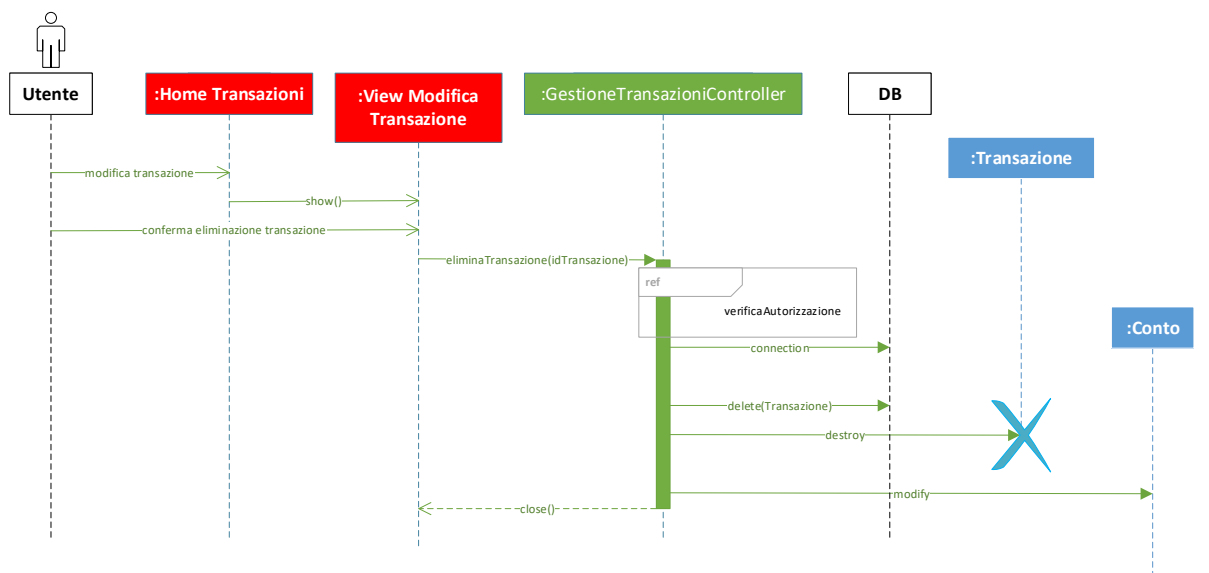 Utente
:Home Transazioni
:View Modifica
Transazione
:GestioneTransazioniController
DB
:Transazione
modifica transazione
show()
conferma eliminazione transazione
eliminaTransazione(idTransazione)
ref
verificaAutorizzazione
:Conto
connection
delete(Transazione)
destroy
modify
close()